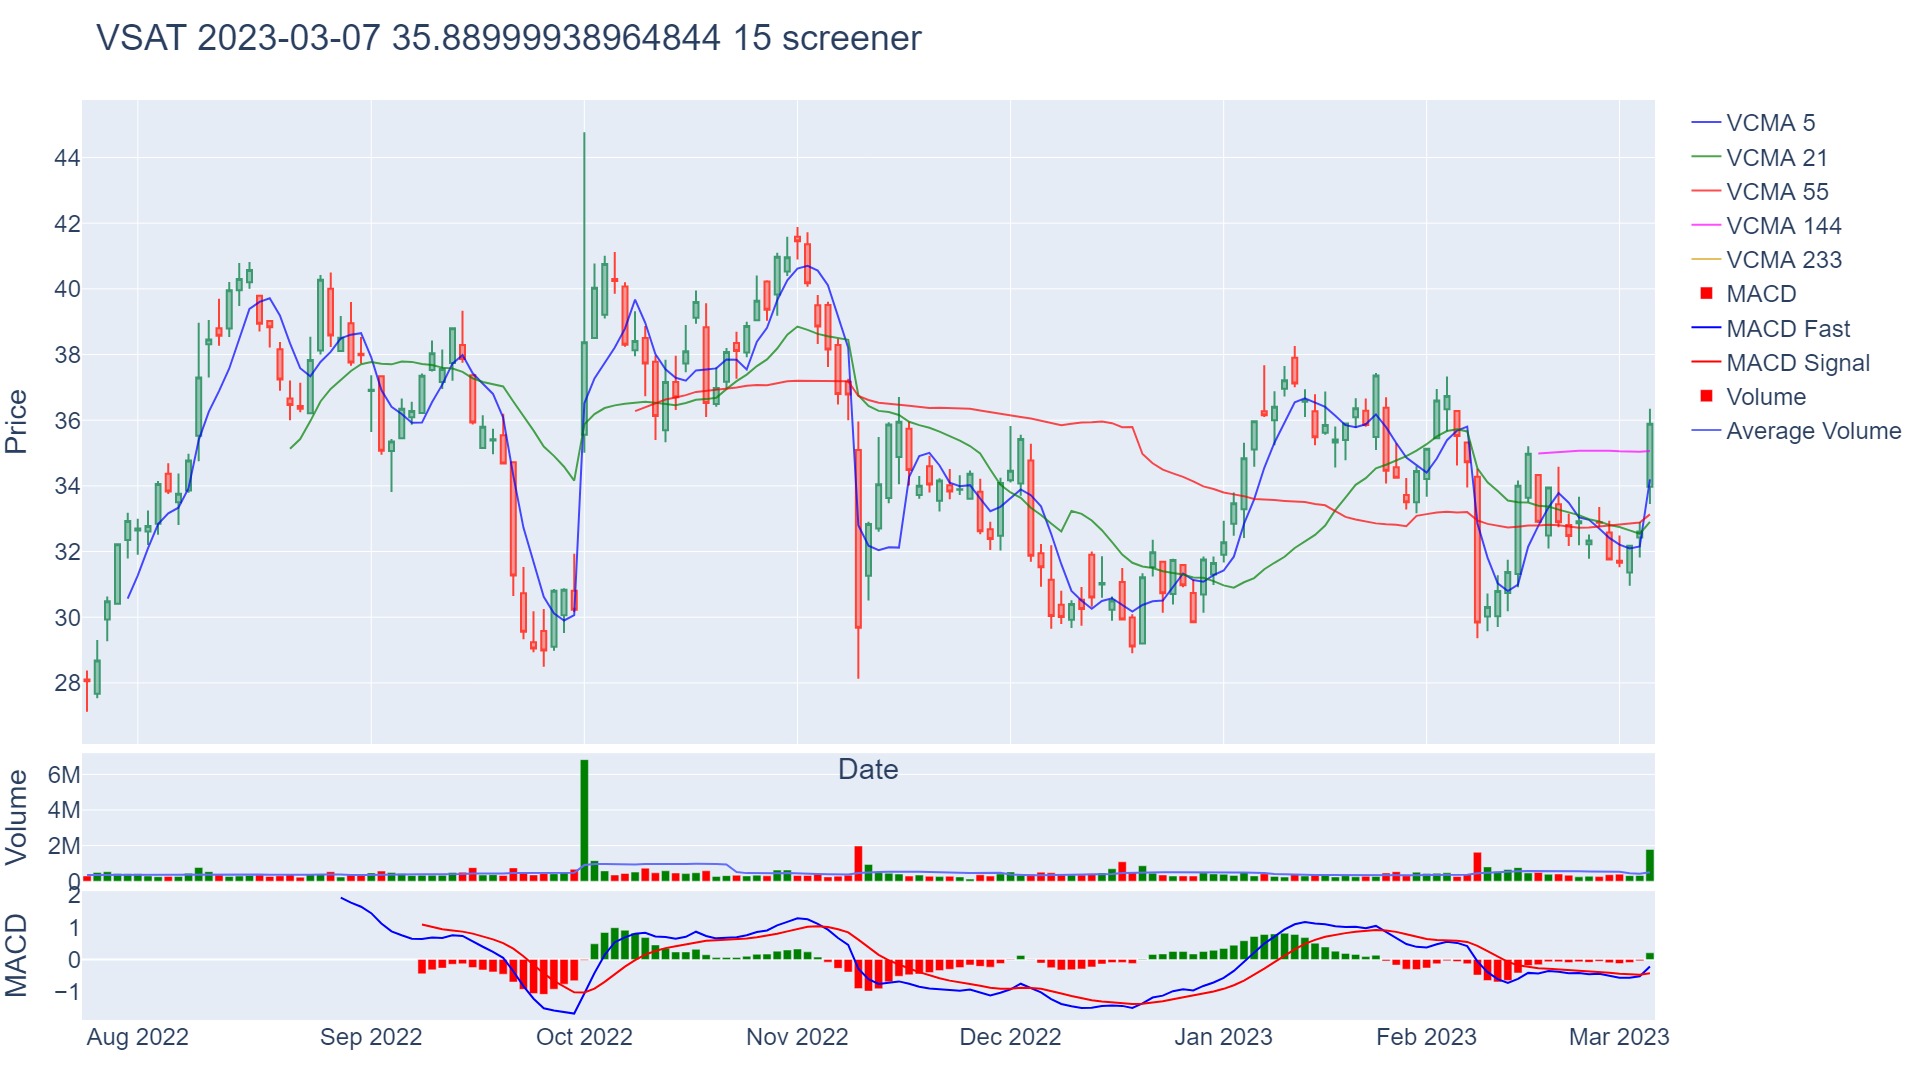 VSAT 2023-03-07 35.88999938964844 15 screener
Price
44
42
40
38
36
34
32
30
28
VCMA 5
VCMA 21
VCMA 55
VCMA 144
VCMA 233
MACD
MACD Fast
MACD Signal
Volume
Average Volume
Date
Volume
6M
4M
2M
0
MACD
2
1
0
−1
Aug 2022
Sep 2022
Oct 2022
Nov 2022
Dec 2022
Jan 2023
Feb 2023
Mar 2023